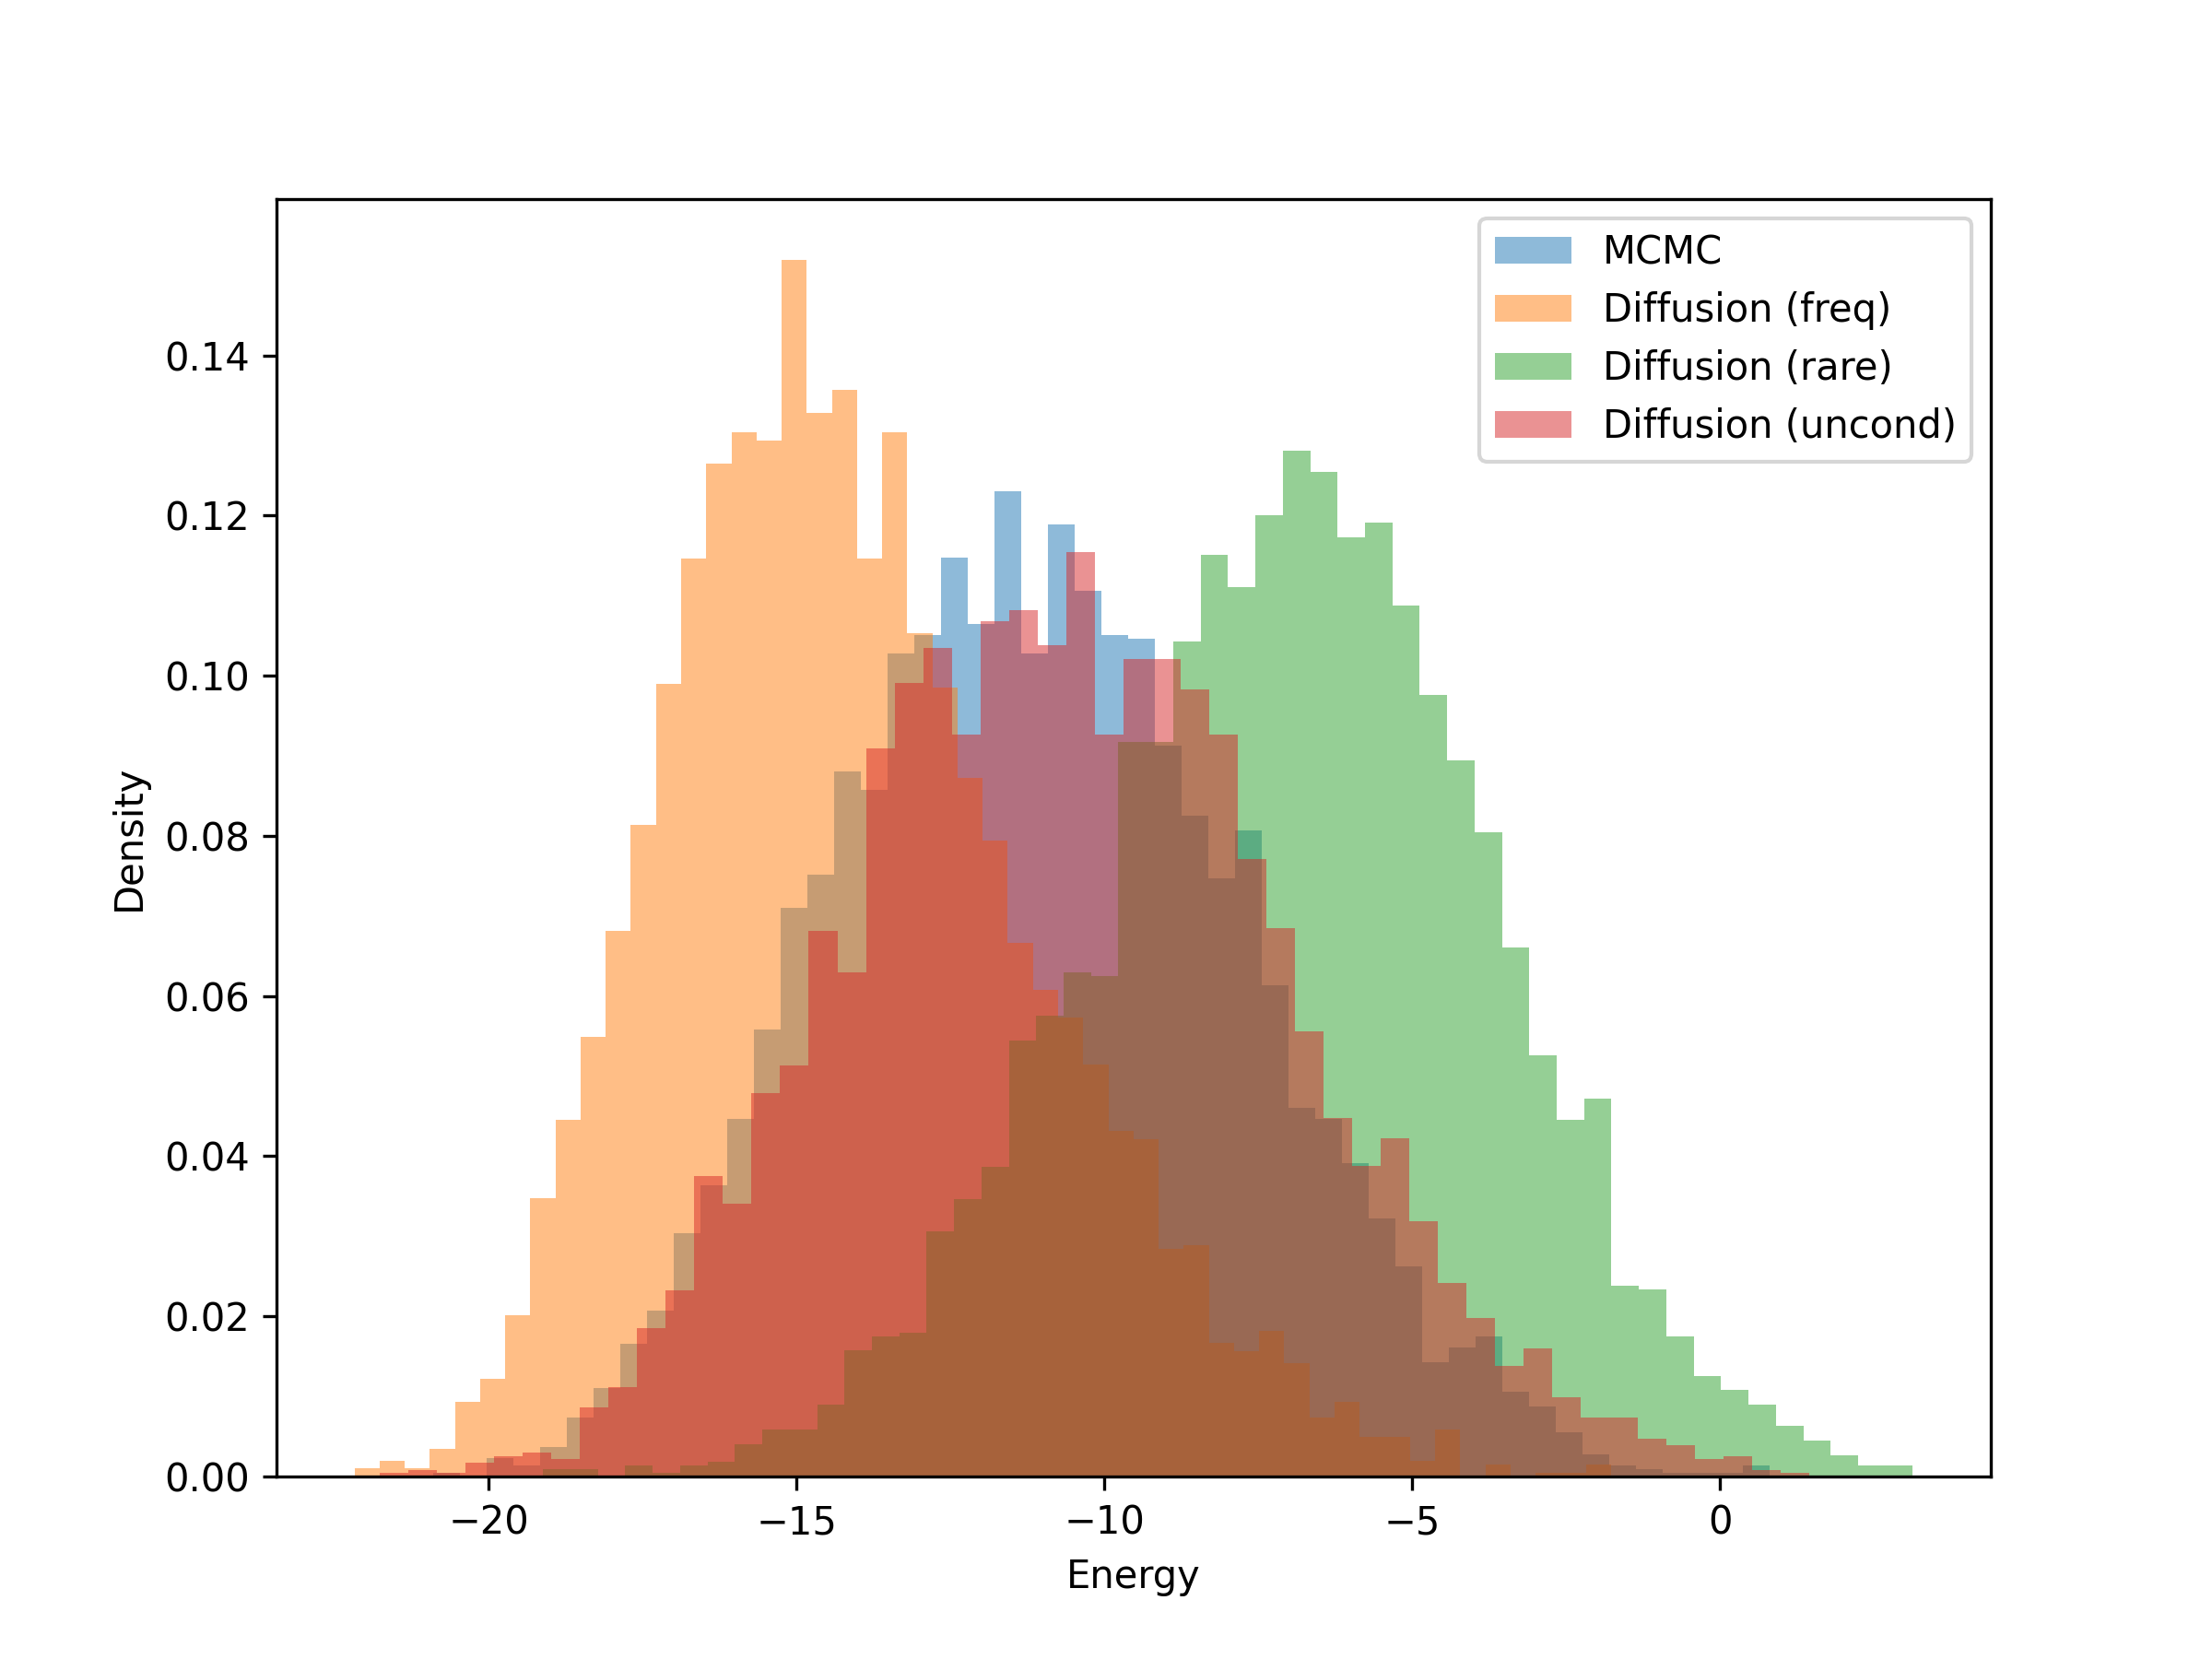 MCMC
Diffusion (freq)
Diffusion (rare)
Diffusion (uncond)
0.14
0.12
0.10
0.08
0.06
0.04
0.02
0.00
Density
−20 −15 −10 −5 0
Energy